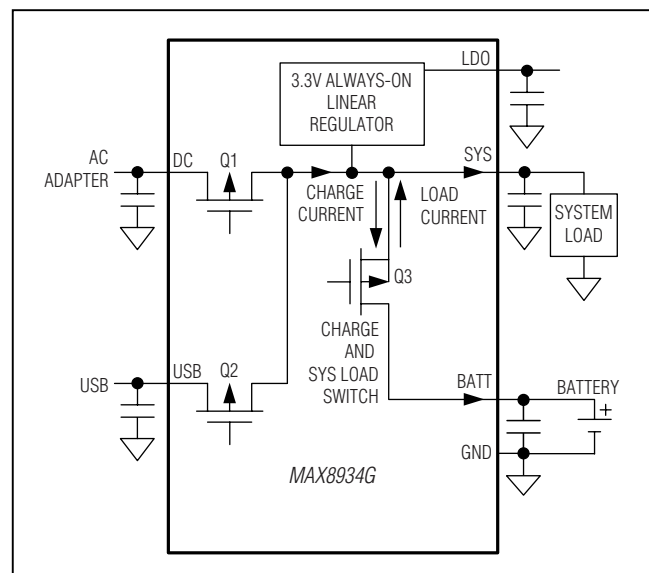 LDO
3.3V ALWAYS-ON
LINEAR
REGULATOR
AC
ADAPTER
DC
Q1
SYS
CHARGE
CURRENT
LOAD
CURRENT
SYSTEM
LOAD
Q3
CHARGE
AND
SYS LOAD
SWITCH
USB
USB
Q2
BATT
BATTERY
+
GND
MAX8934G